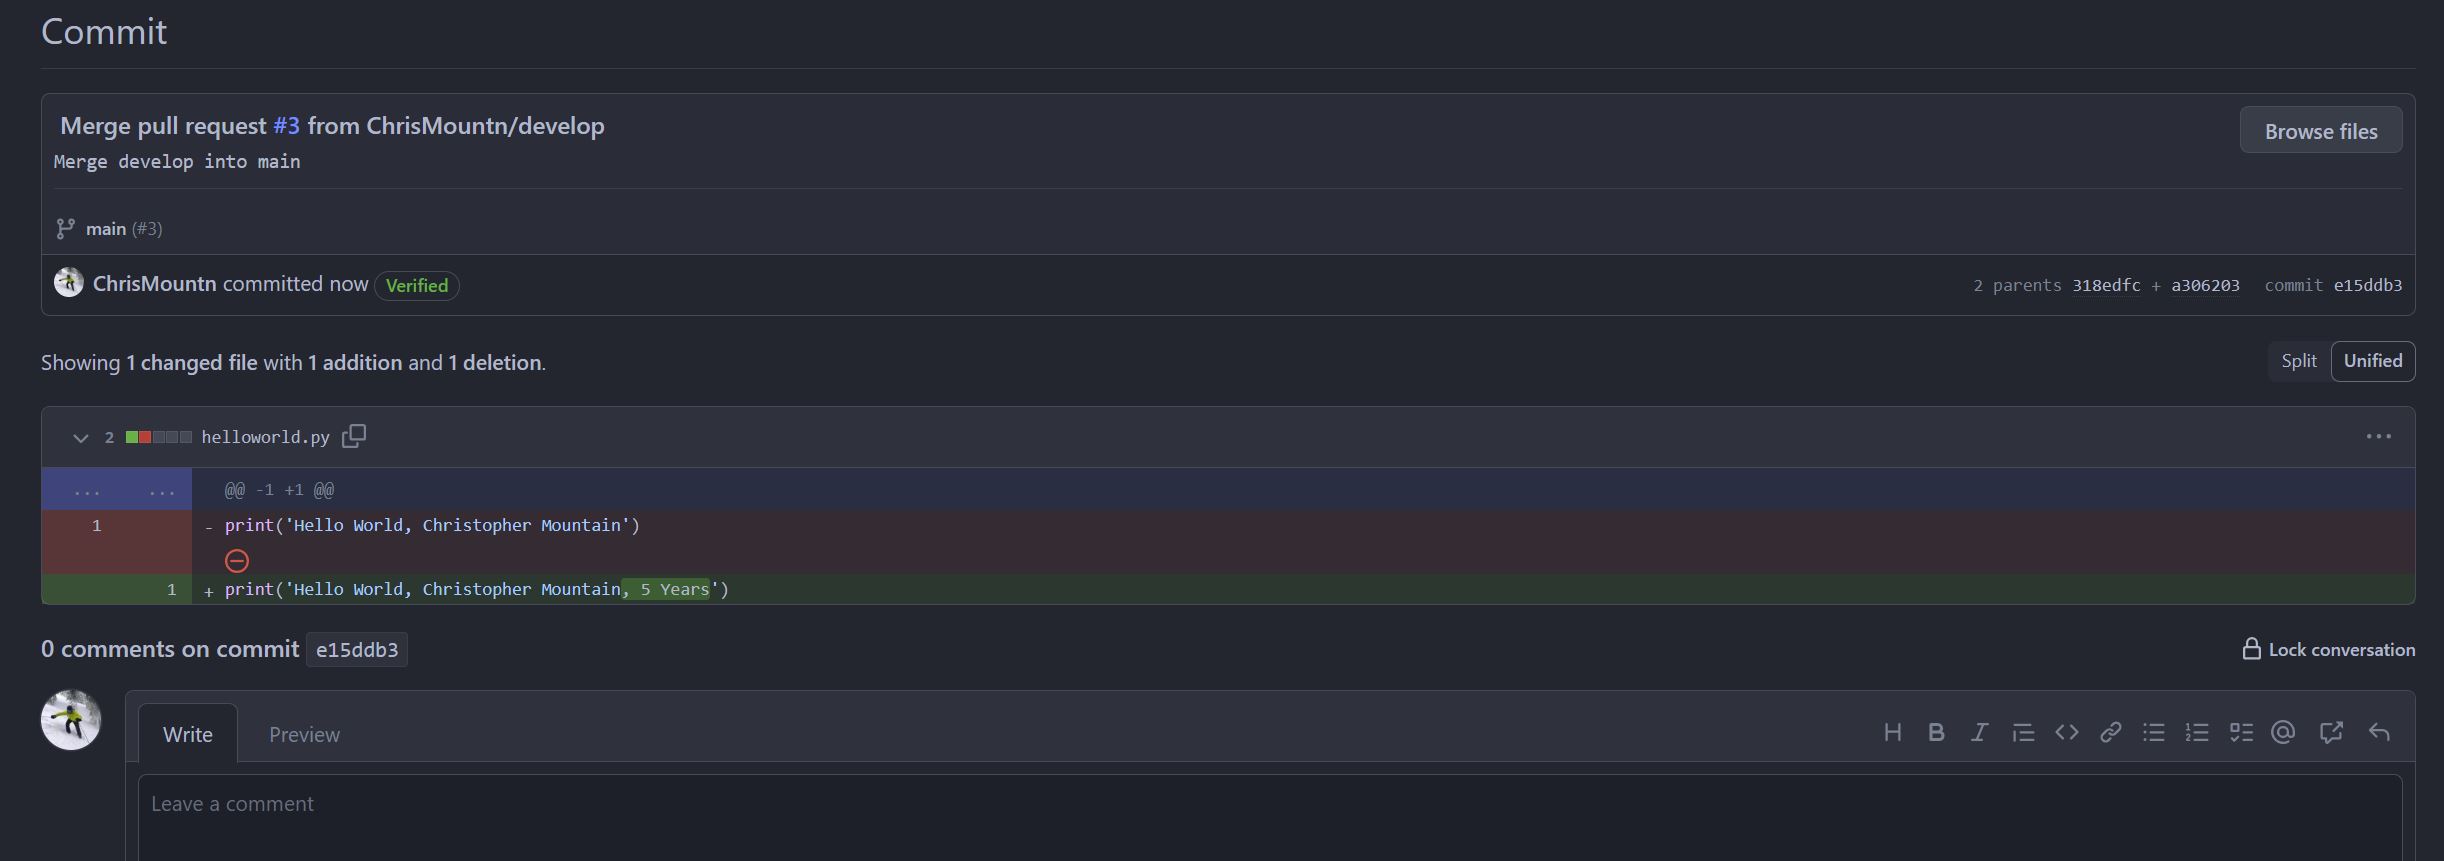 Commit
Merge pull request #3 from ChrisMountn/develop
Browse files
Merge develop into main
main (#3)
ChrisMountn committed now Verified
2 parents 318edfc + a306203 commit e15ddb3
Showing 1 changed file with 1 addition and 1 deletion.
Split Unified
2 helloworld.py
... ... @@ -1 +1 @@
1 - print('Hello World, Christopher Mountain')
1 + print('Hello World, Christopher Mountain, 5 Years')
0 comments on commit e15ddb3
Lock conversation
Write Preview
Leave a comment